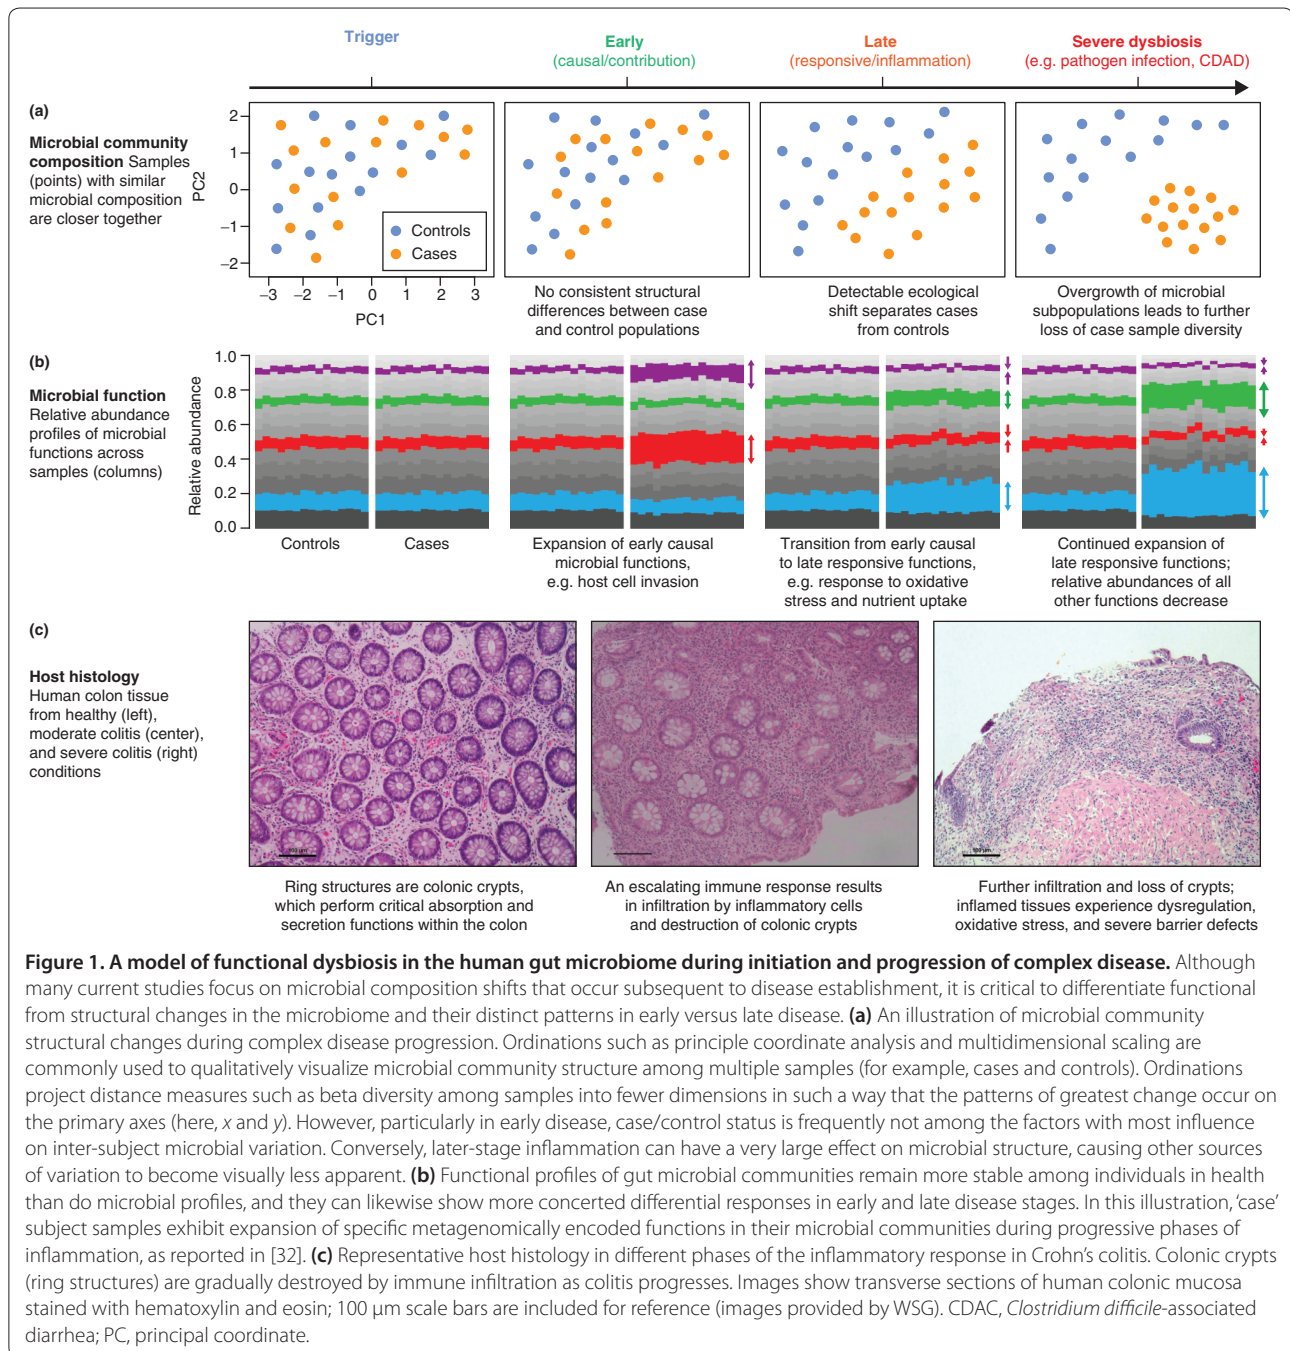 Trigger
Early
(causal/contribution)
Late
(responsive/inflammation)
Severe dysbiosis
(e.g. pathogen infection, CDAD)
(a)
Microbial community
composition Samples
(points) with similar
microbial composition
are closer together
PC2
2
1
0
−1
−2
Controls
Cases
−3 −2 −1 0 1 2 3
PC1
No consistent structural
differences between case
and control populations
Detectable ecological
shift separates cases
from controls
Overgrowth of microbial
subpopulations leads to further
loss of case sample diversity
(b)
Microbial function
Relative abundance
profiles of microbial
functions across
samples (columns)
Relative abundance
1.0
0.8
0.6
0.4
0.2
0.0
Controls
Cases
Expansion of early causal
microbial functions,
e.g. host cell invasion
Transition from early causal
to late responsive functions,
e.g. response to oxidative
stress and nutrient uptake
Continued expansion of
late responsive functions;
relative abundances of all
other functions decrease
(c)
Host histology
Human colon tissue
from healthy (left),
moderate colitis (center),
and severe colitis (right)
conditions
100 µm
100 µm
Ring structures are colonic crypts,
which perform critical absorption and
secretion functions within the colon
An escalating immune response results
in infiltration by inflammatory cells
and destruction of colonic crypts
Further infiltration and loss of crypts;
inflamed tissues experience dysregulation,
oxidative stress, and severe barrier defects
Figure 1. A model of functional dysbiosis in the human gut microbiome during initiation and progression of complex disease. Although
many current studies focus on microbial composition shifts that occur subsequent to disease establishment, it is critical to differentiate functional
from structural changes in the microbiome and their distinct patterns in early versus late disease. (a) An illustration of microbial community
structural changes during complex disease progression. Ordinations such as principle coordinate analysis and multidimensional scaling are
commonly used to qualitatively visualize microbial community structure among multiple samples (for example, cases and controls). Ordinations
project distance measures such as beta diversity among samples into fewer dimensions in such a way that the patterns of greatest change occur on
the primary axes (here, x and y). However, particularly in early disease, case/control status is frequently not among the factors with most influence
on inter-subject microbial variation. Conversely, later-stage inflammation can have a very large effect on microbial structure, causing other sources
of variation to become visually less apparent. (b) Functional profiles of gut microbial communities remain more stable among individuals in health
than do microbial profiles, and they can likewise show more concerted differential responses in early and late disease stages. In this illustration, ‘case’
subject samples exhibit expansion of specific metagenomically encoded functions in their microbial communities during progressive phases of
inflammation, as reported in [32]. (c) Representative host histology in different phases of the inflammatory response in Crohn’s colitis. Colonic crypts
(ring structures) are gradually destroyed by immune infiltration as colitis progresses. Images show transverse sections of human colonic mucosa
stained with hematoxylin and eosin; 100 µm scale bars are included for reference (images provided by WSG). CDAC, Clostridium difficile-associated
diarrhea; PC, principal coordinate.